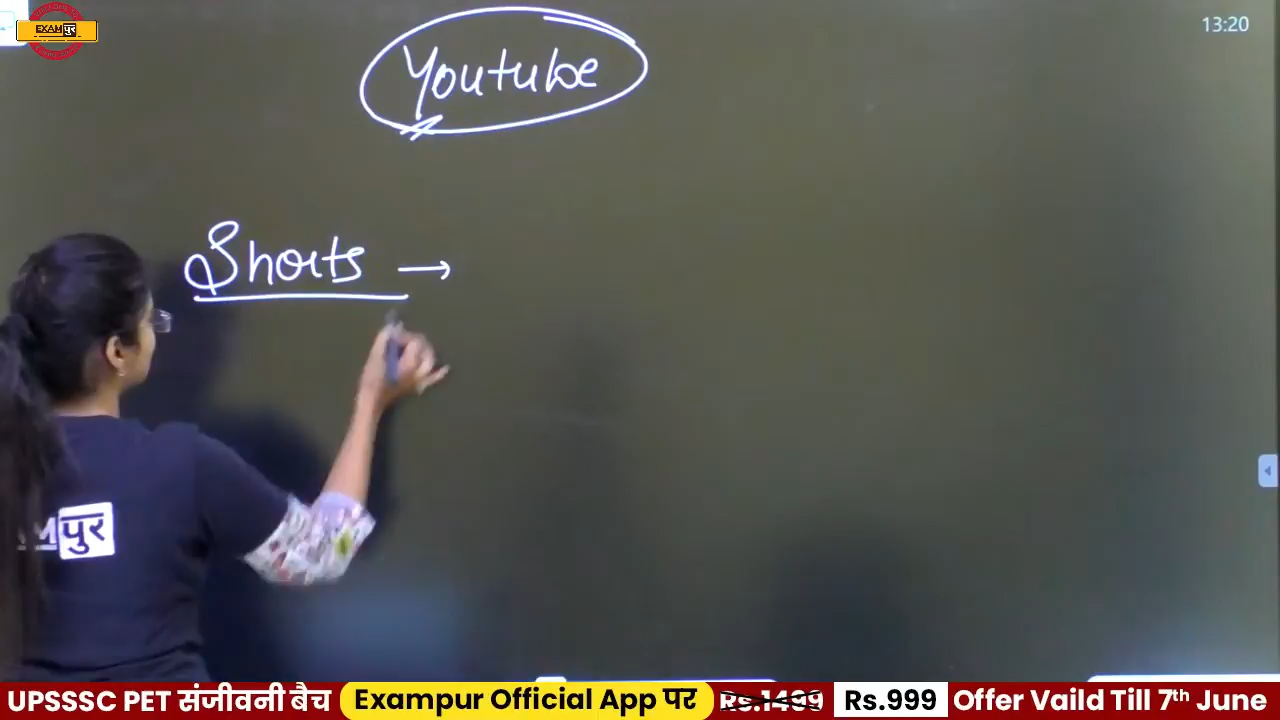 EXAMपुर
13:20
Youtube
Shorts →
Mपुर
UPSSSC PET संजीवनी बैच Exampur Official App पर Rs.1499 Rs.999 Offer Vaild Till 7th June